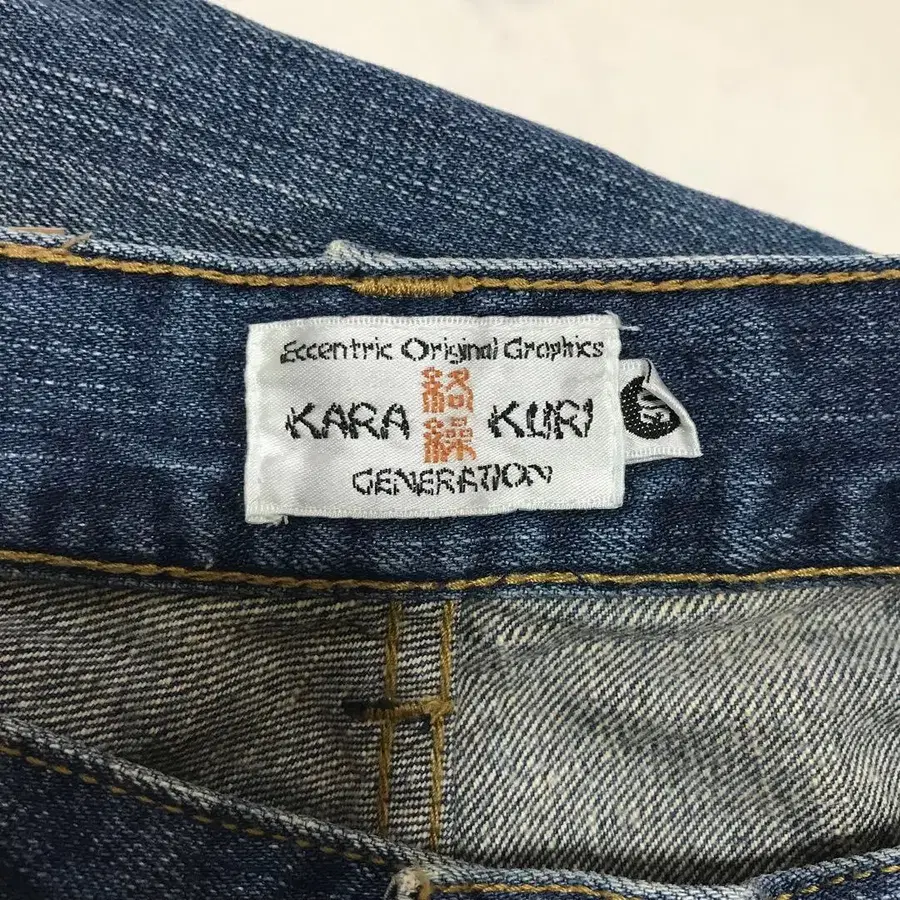 Eccentric Original Graphics
KARA 絡繰 KURI
GENERATION